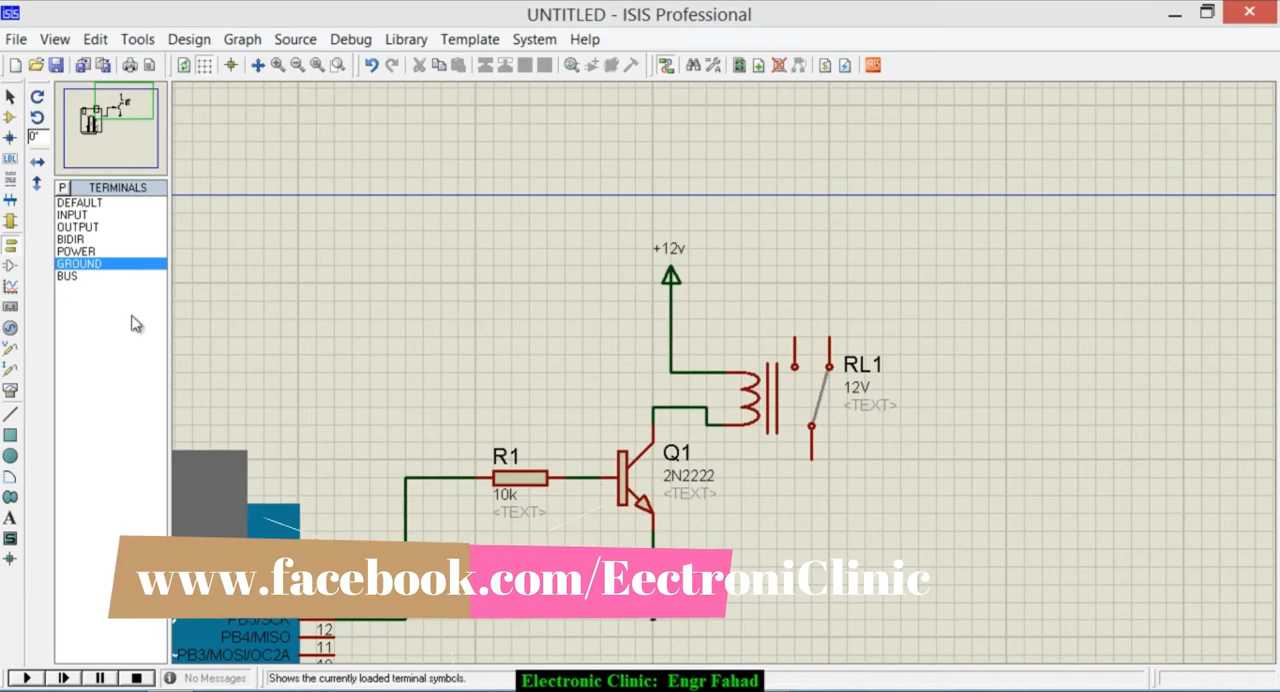 UNTITLED - ISIS Professional
File View Edit Tools Design Graph Source Debug Library Template System Help
0°
P TERMINALS
DEFAULT
INPUT
OUTPUT
BIDIR
POWER
GROUND
BUS
LBL
A
S
+12v
RL1
12V
<TEXT>
R1
10k
<TEXT>
Q1
2N2222
<TEXT>
www.facebook.com/EectroniClinic
PB5/SCK
PB4/MISO 12
PB3/MOSI/OC2A 11
No Messages
Shows the currently loaded terminal symbols.
Electronic Clinic: Engr Fahad